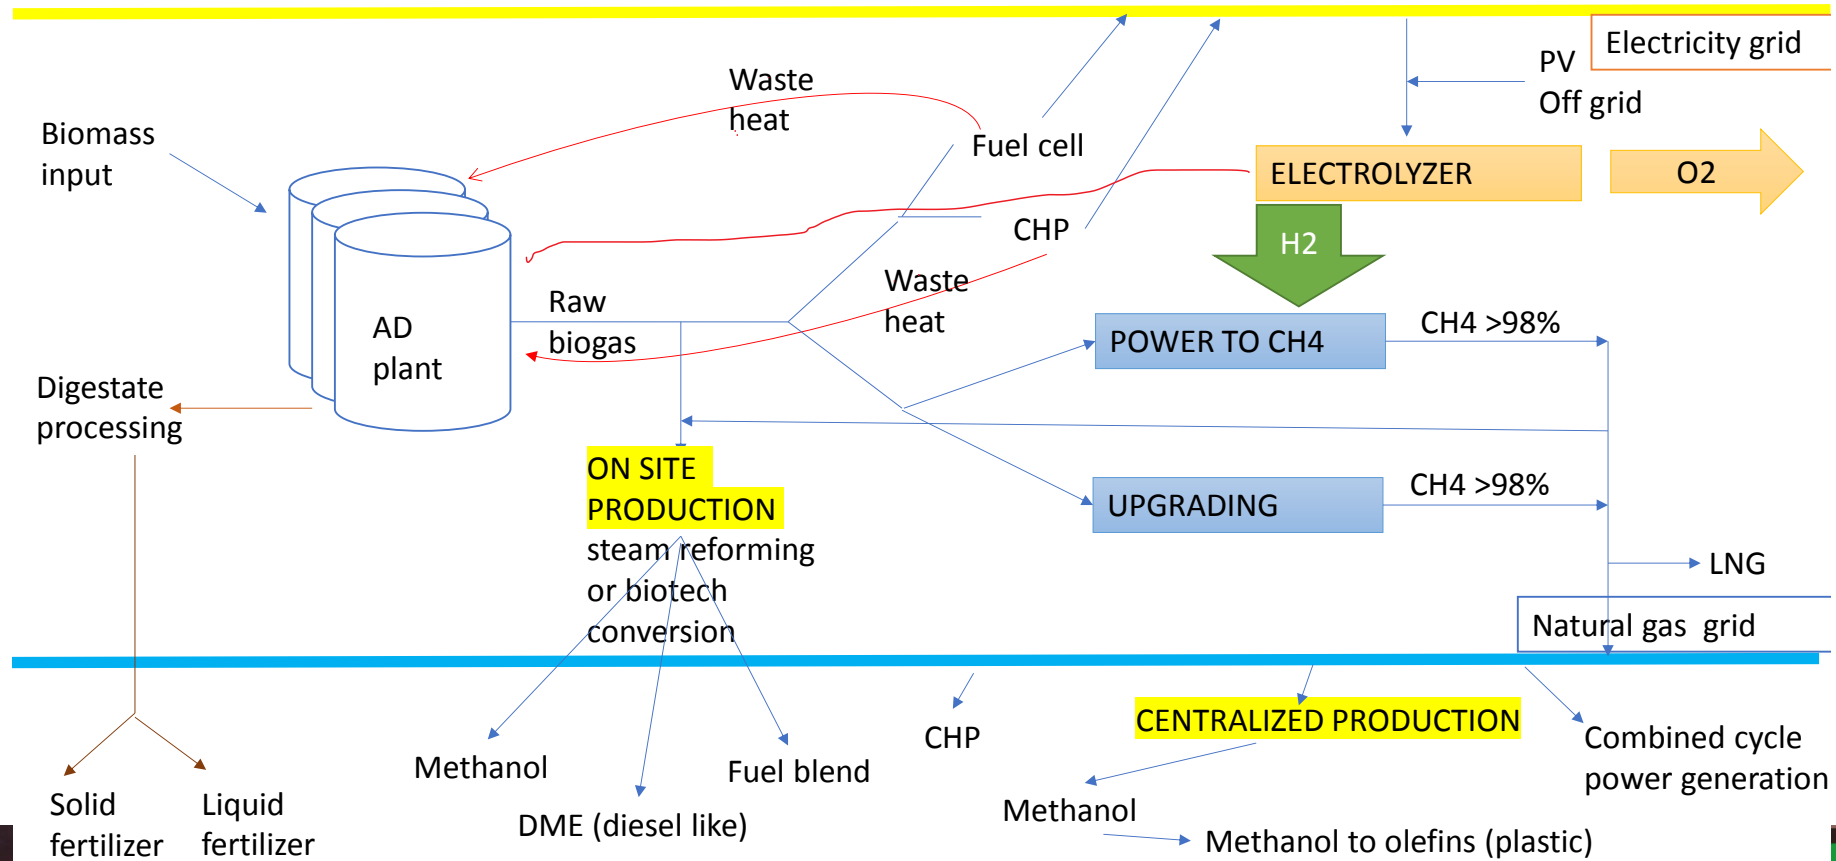 Electricity grid
PV
Off grid
Waste
heat
Biomass
input
Fuel cell
ELECTROLYZER
O2
CHP
H2
Waste
heat
Raw
biogas
AD
plant
POWER TO CH4
CH4 >98%
Digestate
processing
ON SITE
PRODUCTION
steam reforming
or biotech
conversion
UPGRADING
CH4 >98%
LNG
Natural gas grid
Methanol
DME (diesel like)
Fuel blend
CHP
CENTRALIZED PRODUCTION
Combined cycle
power generation
Methanol
Methanol to olefins (plastic)
Solid
fertilizer
Liquid
fertilizer